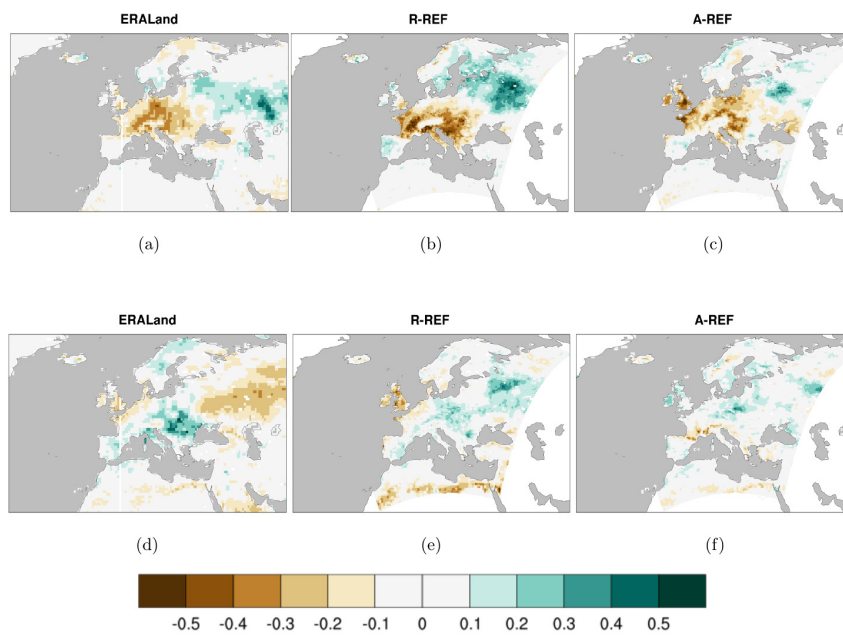 ERALand R-REF A-REF
(a) (b) (c)
ERALand R-REF A-REF
(d) (e) (f)
-0.5 -0.4 -0.3 -0.2 -0.1 0 0.1 0.2 0.3 0.4 0.5